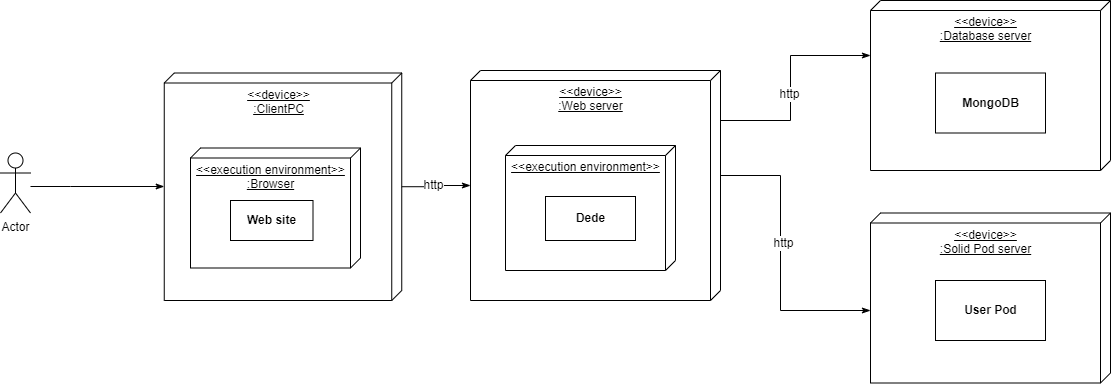 Actor
<<device>>
:ClientPC
<<execution environment>>
:Browser
Web site
http
<<device>>
:Web server
<<execution environment>>
Dede
http
<<device>>
:Database server
MongoDB
http
<<device>>
:Solid Pod server
User Pod